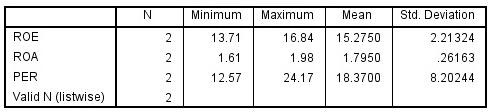 N Minimum Maximum Mean Std. Deviation
ROE 2 13.71 16.84 15.2750 2.21324
ROA 2 1.61 1.98 1.7950 .26163
PER 2 12.57 24.17 18.3700 8.20244
Valid N (listwise) 2